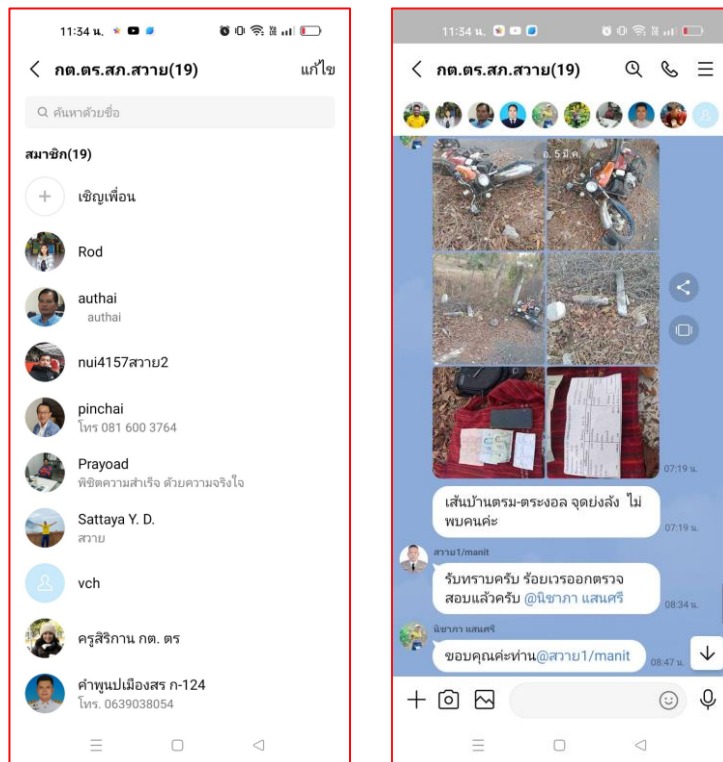 11:34 น.
กต.ตร.สภ.สวาย(19)
แก้ไข
ค้นหาด้วยชื่อ
สมาชิก(19)
เชิญเพื่อน
Rod
authai
authai
nui4157สวาย2
pinchai
โทร 081 600 3764
Prayoad
พิชิตความสำเร็จ ด้วยความจริงใจ
Sattaya Y. D.
สวาย
vch
ครูสิริกาน กต. ตร
คำพูนปเมืองสร ก-124
โทร. 0639038054
11:34 น.
กต.ตร.สภ.สวาย(19)
อ. 5 มี.ค.
07:19 น.
เส้นบ้านตรม-ตระงอล จุดย่งลัง ไม่
พบคนค่ะ
07:19 น.
สวาย1/manit
รับทราบครับ ร้อยเวรออกตรวจ
สอบแล้วครับ @นิชาภา แสนศรี
08:34 น.
นิชาภา แสนศรี
ขอบคุณค่ะท่าน@สวาย1/manit
08:47 น.